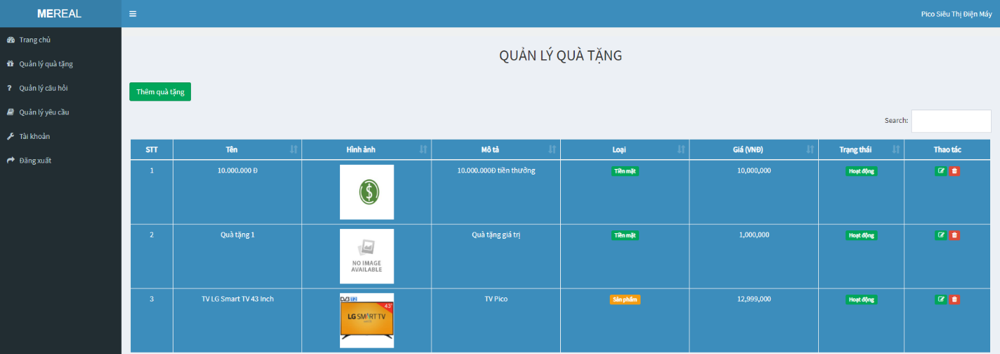 MEREAL
Pico Siêu Thị Điện Máy
Trang chủ
Quản lý quà tặng
Quản lý câu hỏi
Quản lý yêu cầu
Tài khoản
Đăng xuất
QUẢN LÝ QUÀ TẶNG
Thêm quà tặng
Search:
STT Tên Hình ảnh Mô tả Loại Giá (VNĐ) Trạng thái Thao tác
1 10.000.000 Đ $ 10.000.000Đ tiền thưởng Tiền mặt 10,000,000 Hoạt động
2 Quà tặng 1 Quà tặng giá trị Tiền mặt 1,000,000 Hoạt động
NO IMAGE
AVAILABLE
3 TV LG Smart TV 43 Inch TV Pico Sản phẩm 12,999,000 Hoạt động
DVB T2
43"
LG SMART TV